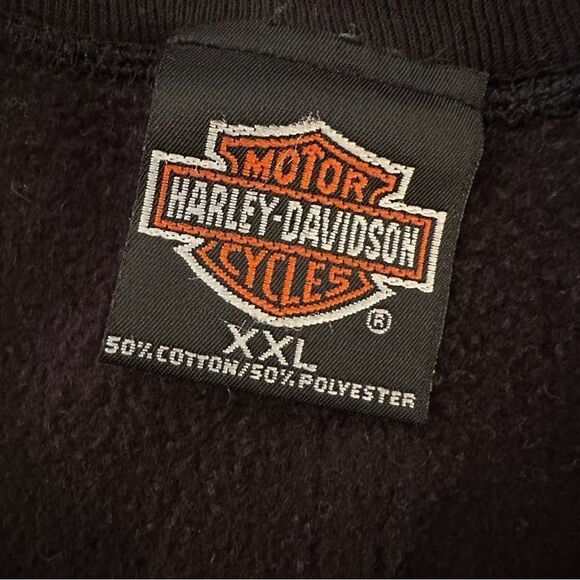 MOTOR
HARLEY-DAVIDSON
CYCLES
®
XXL
50% COTTON/50% POLYESTER